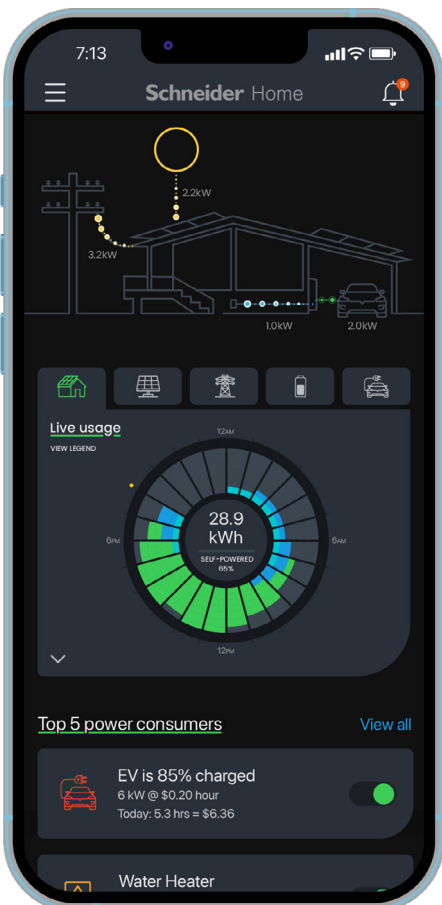 7:13
Schneider Home
9
2.2kW
3.2kW
1.0kW
2.0kW
Live usage
VIEW LEGEND
12AM
6PM
28.9
kWh
SELF-POWERED
65%
6AM
12PM
Top 5 power consumers
View all
EV is 85% charged
6 kW @ $0.20 hour
Today: 5.3 hrs = $6.36
Water Heater